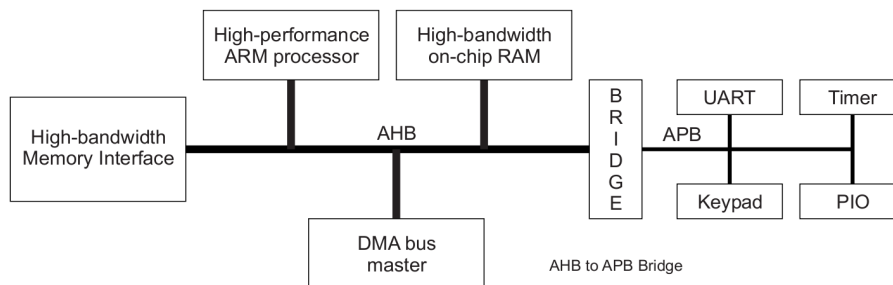 High-performance
ARM processor
High-bandwidth
on-chip RAM
High-bandwidth
Memory Interface
AHB
B
R
I
D
G
E
APB
UART
Timer
Keypad
PIO
DMA bus
master
AHB to APB Bridge